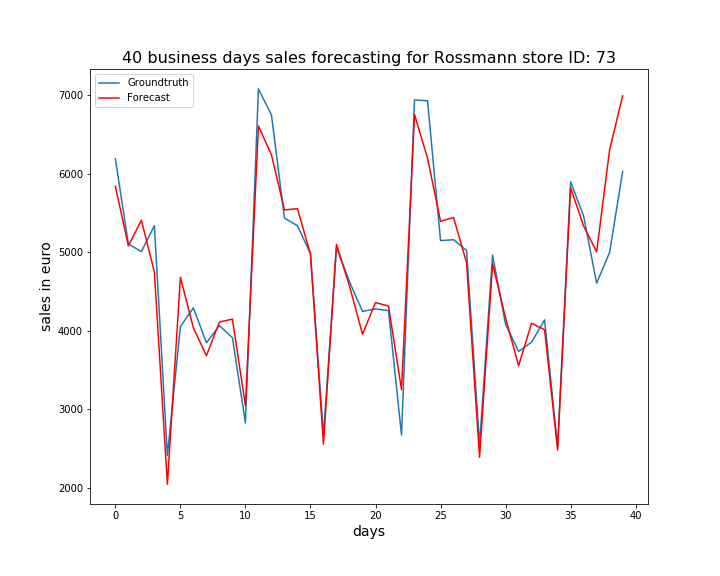 40 business days sales forecasting for Rossmann store ID: 73
Groundtruth
Forecast
7000
6000
5000
4000
3000
2000
sales in euro
0 5 10 15 20 25 30 35 40
days